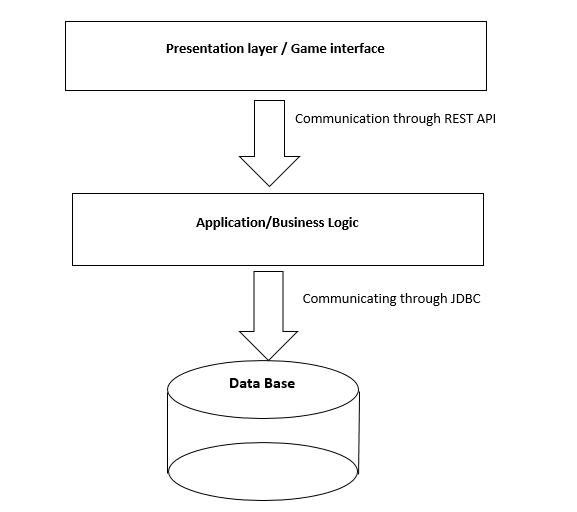 Presentation layer / Game interface
Communication through REST API
Application/Business Logic
Communicating through JDBC
Data Base